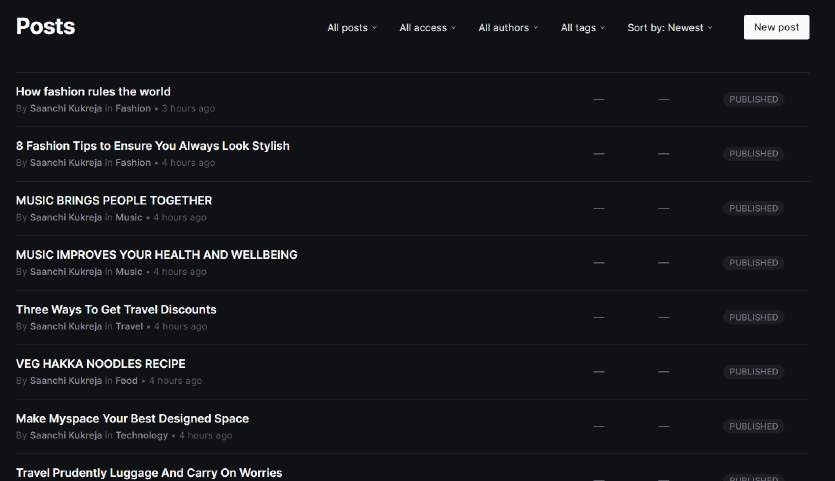 Posts
All posts All access All authors All tags Sort by: Newest New post
How fashion rules the world
By Saanchi Kukreja in Fashion • 3 hours ago
— — PUBLISHED
8 Fashion Tips to Ensure You Always Look Stylish
By Saanchi Kukreja in Fashion • 4 hours ago
— — PUBLISHED
MUSIC BRINGS PEOPLE TOGETHER
By Saanchi Kukreja in Music • 4 hours ago
— — PUBLISHED
MUSIC IMPROVES YOUR HEALTH AND WELLBEING
By Saanchi Kukreja in Music • 4 hours ago
— — PUBLISHED
Three Ways To Get Travel Discounts
By Saanchi Kukreja in Travel • 4 hours ago
— — PUBLISHED
VEG HAKKA NOODLES RECIPE
By Saanchi Kukreja in Food • 4 hours ago
— — PUBLISHED
Make Myspace Your Best Designed Space
By Saanchi Kukreja in Technology • 4 hours ago
— — PUBLISHED
Travel Prudently Luggage And Carry On Worries
— — PUBLISHED